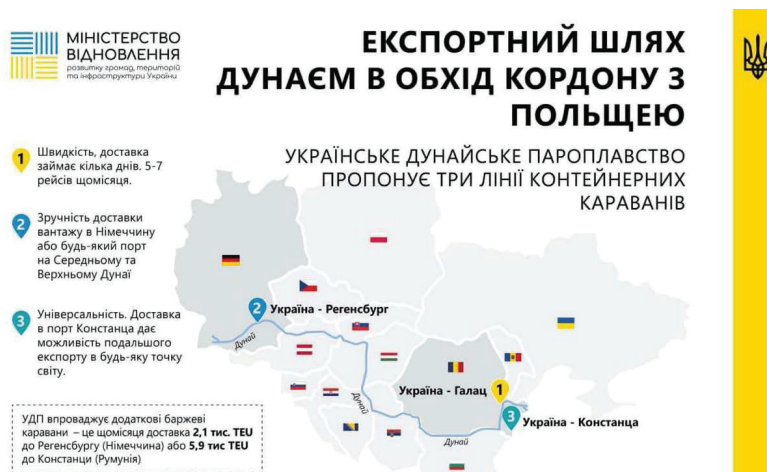 МІНІСТЕРСТВО
ВІДНОВЛЕННЯ
розвитку громад, територій
та інфраструктури України
ЕКСПОРТНИЙ ШЛЯХ
ДУНАЄМ В ОБХІД КОРДОНУ З
ПОЛЬЩЕЮ
УКРАЇНСЬКЕ ДУНАЙСЬКЕ ПАРОПЛАВСТВО
ПРОПОНУЄ ТРИ ЛІНІЇ КОНТЕЙНЕРНИХ
КАРАВАНІВ
1
Швидкість, доставка
займає кілька днів. 5-7
рейсів щомісяця.
2
Зручність доставки
вантажу в Німеччину
або будь-який порт
на Середньому та
Верхньому Дунаї
3
Універсальність. Доставка
в порт Констанца дає
можливість подальшого
експорту в будь-яку точку
світу.
2
Україна - Регенсбург
Дунай
Дунай
Україна - Галац
1
3
Україна - Констанца
Дунай
УДП впроваджує додаткові баржеві
каравани – це щомісяця доставка 2,1 тис. TEU
до Регенсбургу (Німеччина) або 5,9 тис TEU
до Констанци (Румунія)